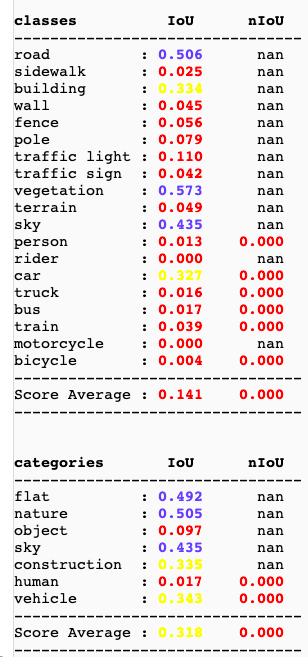 classes IoU nIoU
--------------------------------
road : 0.506 nan
sidewalk : 0.025 nan
building : 0.334 nan
wall : 0.045 nan
fence : 0.056 nan
pole : 0.079 nan
traffic light : 0.110 nan
traffic sign : 0.042 nan
vegetation : 0.573 nan
terrain : 0.049 nan
sky : 0.435 nan
person : 0.013 0.000
rider : 0.000 nan
car : 0.327 0.000
truck : 0.016 0.000
bus : 0.017 0.000
train : 0.039 0.000
motorcycle : 0.000 nan
bicycle : 0.004 0.000
--------------------------------
Score Average : 0.141 0.000
--------------------------------
categories IoU nIoU
--------------------------------
flat : 0.492 nan
nature : 0.505 nan
object : 0.097 nan
sky : 0.435 nan
construction : 0.335 nan
human : 0.017 0.000
vehicle : 0.343 0.000
--------------------------------
Score Average : 0.318 0.000
--------------------------------